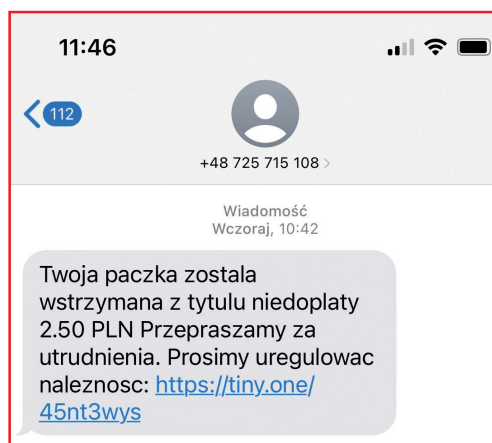 11:46
112
+48 725 715 108 >
Wiadomość
Wczoraj, 10:42
Twoja paczka zostala
wstrzymana z tytulu niedoplaty
2.50 PLN Przepraszamy za
utrudnienia. Prosimy uregulowac
naleznosc: https://tiny.one/
45nt3wys